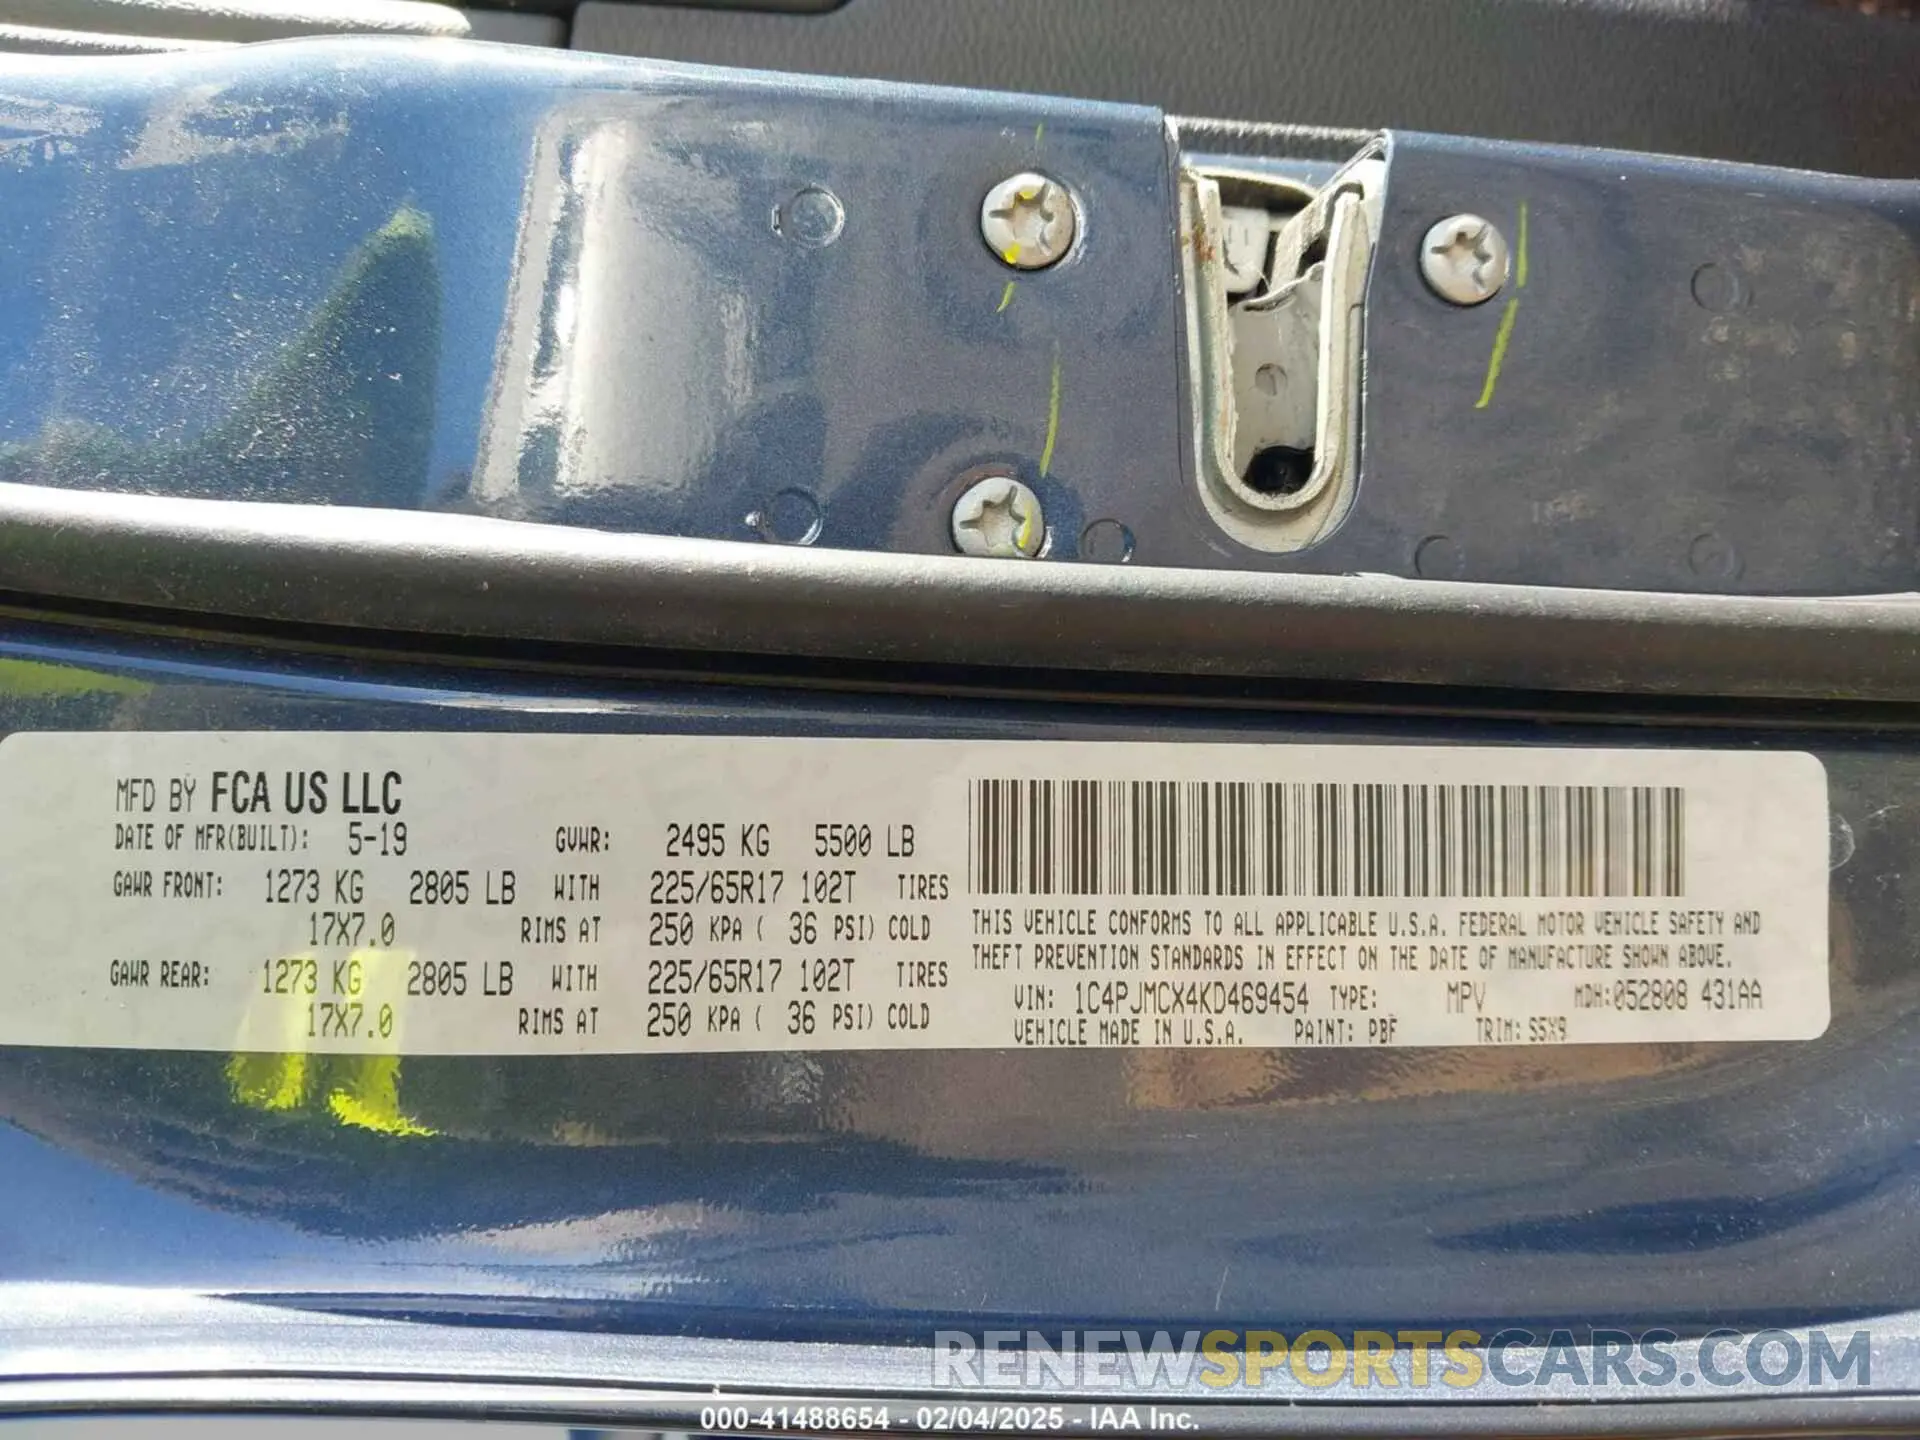 MFD BY FCA US LLC
DATE OF MFR(BUILT): 5-19 GVWR: 2495 KG 5500 LB
GAWR FRONT: 1273 KG 2805 LB WITH 225/65R17 102T TIRES
17X7.0 RIMS AT 250 KPA ( 36 PSI) COLD
GAWR REAR: 1273 KG 2805 LB WITH 225/65R17 102T TIRES
17X7.0 RIMS AT 250 KPA ( 36 PSI) COLD
THIS VEHICLE CONFORMS TO ALL APPLICABLE U.S.A. FEDERAL MOTOR VEHICLE SAFETY AND
THEFT PREVENTION STANDARDS IN EFFECT ON THE DATE OF MANUFACTURE SHOWN ABOVE.
VIN: 1C4PJMCX4KD469454 TYPE: MPV MDH:052808 431AA
VEHICLE MADE IN U.S.A. PAINT: PBF TRIM: S5X9
RENEWSPORTSCARS.COM
000-41488654 - 02/04/2025 - IAA Inc.